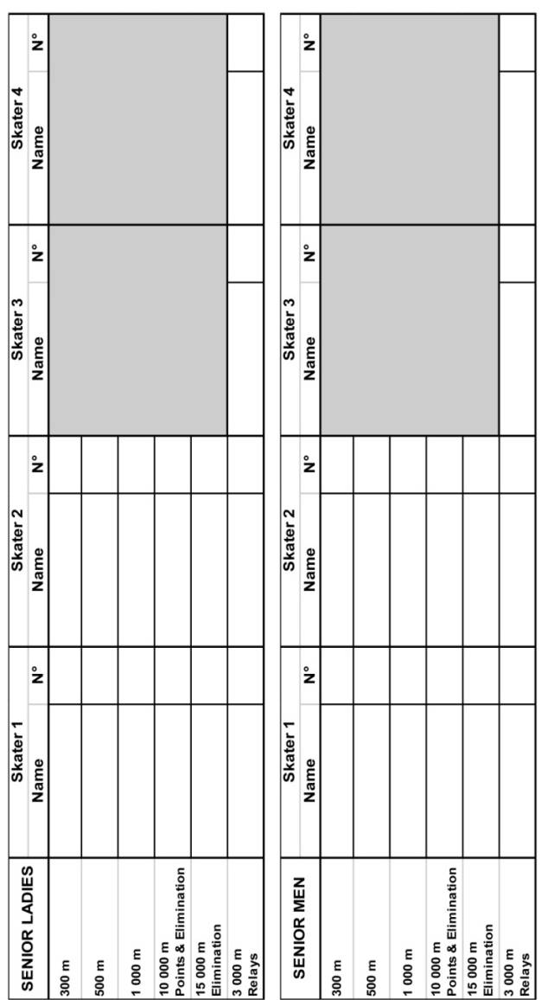 SENIOR LADIES Skater 1 Skater 2 Skater 3 Skater 4
Name N° Name N° Name N° Name N°
300 m
500 m
1 000 m
10 000 m
Points & Elimination
15 000 m
Elimination
3 000 m
Relays
SENIOR MEN Skater 1 Skater 2 Skater 3 Skater 4
Name N° Name N° Name N° Name N°
300 m
500 m
1 000 m
10 000 m
Points & Elimination
15 000 m
Elimination
3 000 m
Relays